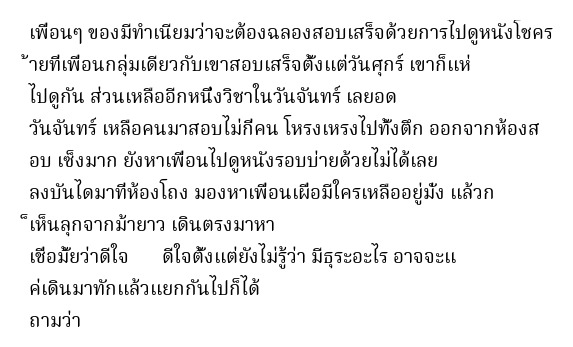 เพื่อนๆ ของมีทำเนียมว่าจะต้องฉลองสอบเสร็จด้วยการไปดูหนังโชคร
้ายที่เพื่อนกลุ่มเดียวกับเขาสอบเสร็จตั้งแต่วันศุกร์ เขาก็แห่
ไปดูกัน ส่วนเหลืออีกหนึ่งวิชาในวันจันทร์ เลยอด
วันจันทร์ เหลือคนมาสอบไม่กี่คน โหรงเหรงไปทั้งตึก ออกจากห้องส
อบ เซ็งมาก ยังหาเพื่อนไปดูหนังรอบบ่ายด้วยไม่ได้เลย
ลงบันไดมาที่ห้องโถง มองหาเพื่อนเผื่อมีใครเหลืออยู่มั่ง แล้วก
็เห็นลุกจากม้ายาว เดินตรงมาหา
เชื่อมั้ยว่าดีใจ ดีใจตั้งแต่ยังไม่รู้ว่า มีธุระอะไร อาจจะแ
ค่เดินมาทักแล้วแยกกันไปก็ได้
ถามว่า